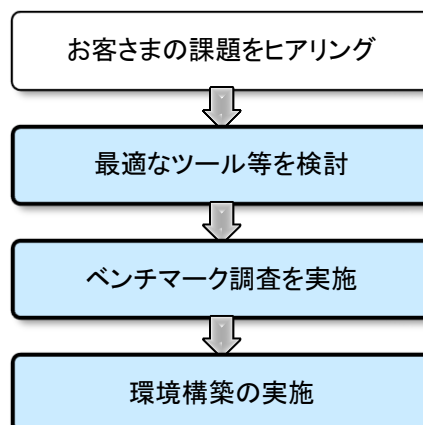 お客さまの課題をヒアリング
最適なツール等を検討
ベンチマーク調査を実施
環境構築の実施